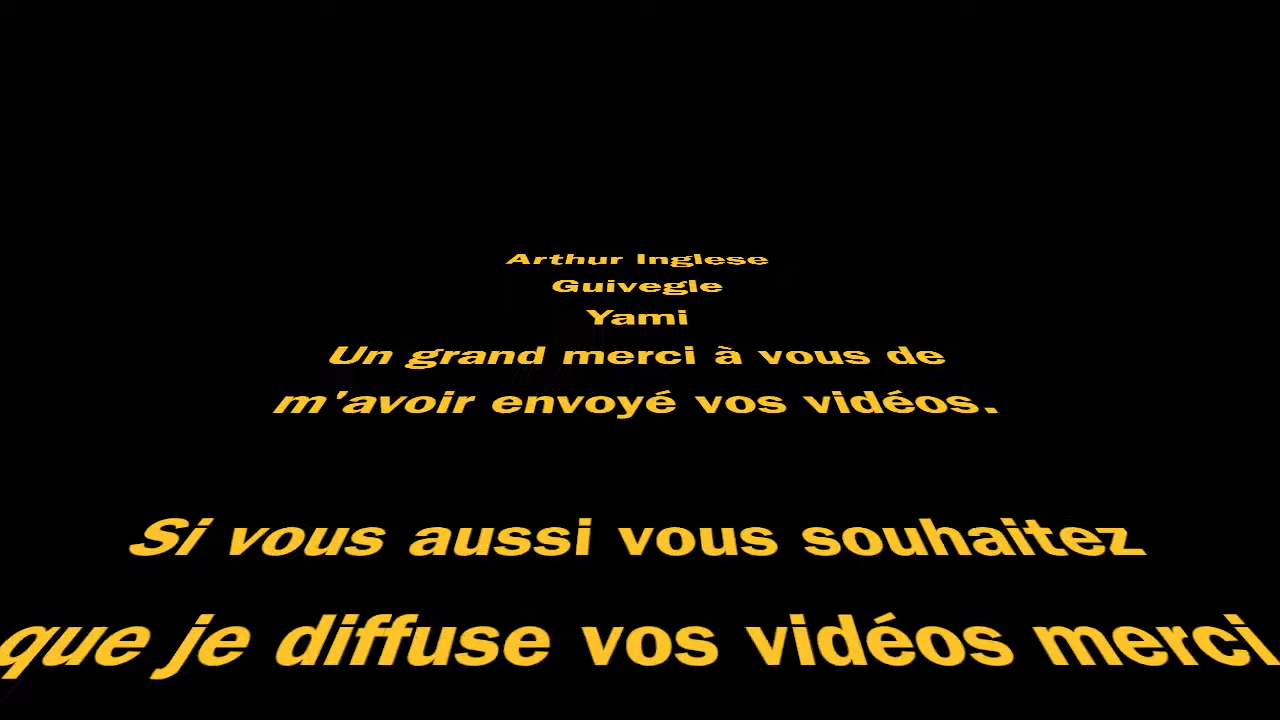 Arthur Inglese
Guivegle
Yami
Un grand merci à vous de
m'avoir envoyé vos vidéos.
Si vous aussi vous souhaitez
que je diffuse vos vidéos merci